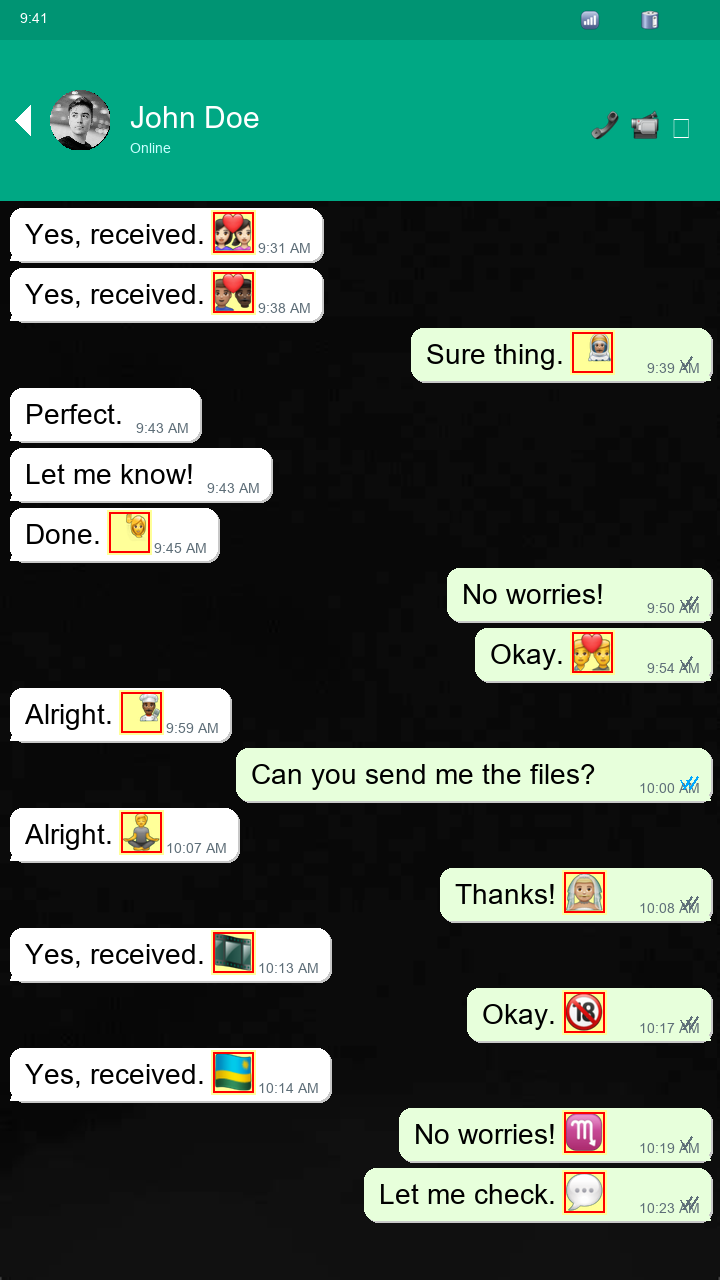 9:41
John Doe
Online
Yes, received. 👩🏻‍❤️‍👩🏻 9:31 AM
Yes, received. 9:38 AM
Sure thing. 9:39 AM
Perfect. 9:43 AM
Let me know! 9:43 AM
Done. 9:45 AM
No worries! 9:50 AM
Okay. 9:54 AM
Alright. 9:59 AM
Can you send me the files? 10:00 AM
Alright. 10:07 AM
Thanks! 10:08 AM
Yes, received. 10:13 AM
Okay. 🔞 10:17 AM
Yes, received. 🇷🇼 10:14 AM
No worries! ♏ 10:19 AM
Let me check. 💬 10:23 AM